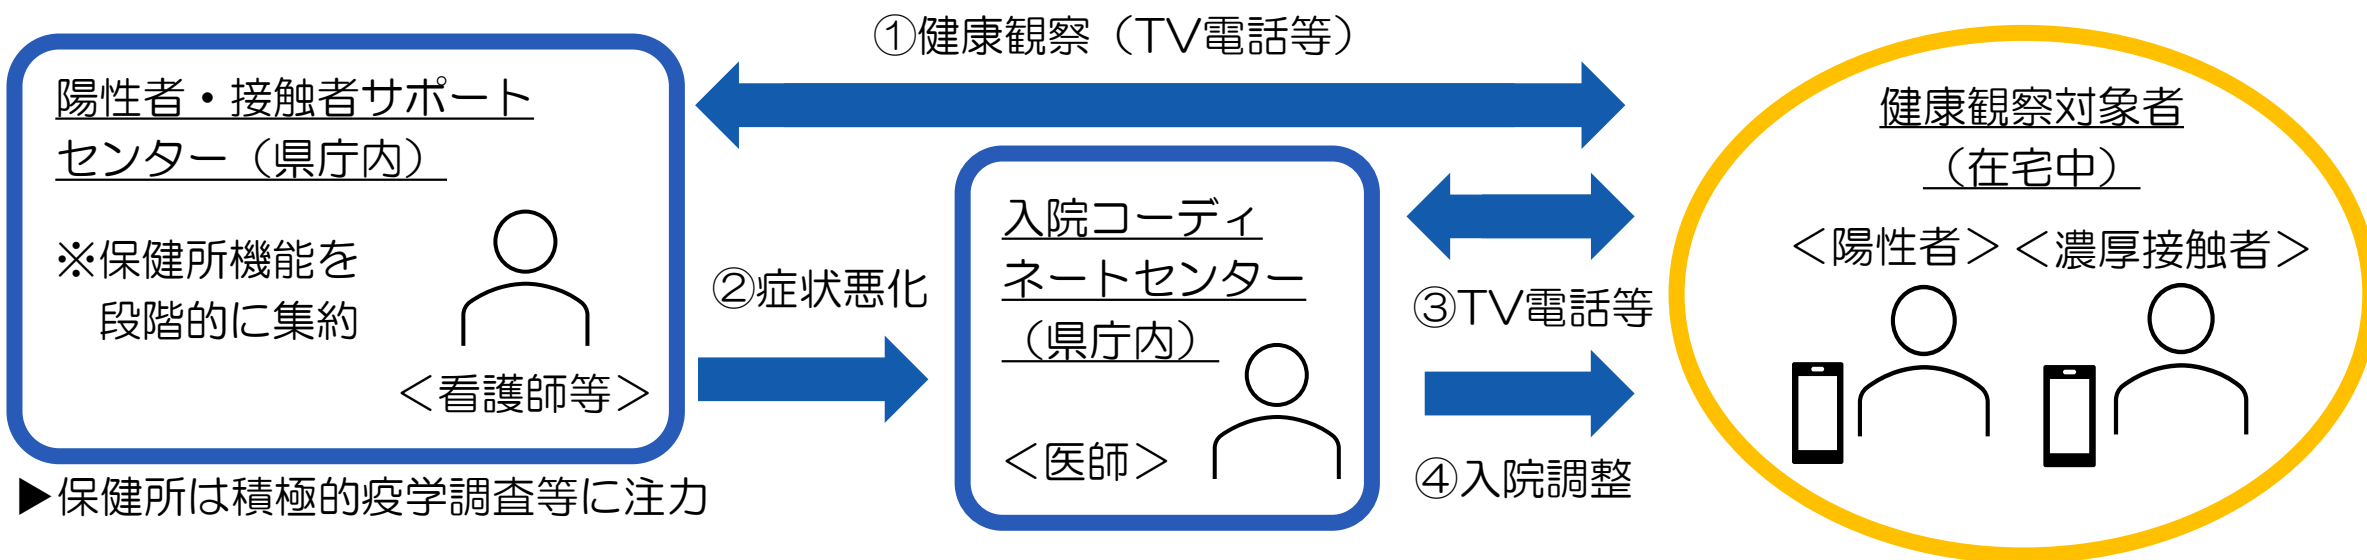 ①健康観察（TV電話等）
陽性者・接触者サポート
センター（県庁内）
※保健所機能を
段階的に集約
＜看護師等＞
▶保健所は積極的疫学調査等に注力
②症状悪化
入院コーディ
ネートセンター
（県庁内）
＜医師＞
③TV電話等
④入院調整
健康観察対象者
（在宅中）
＜陽性者＞
＜濃厚接触者＞